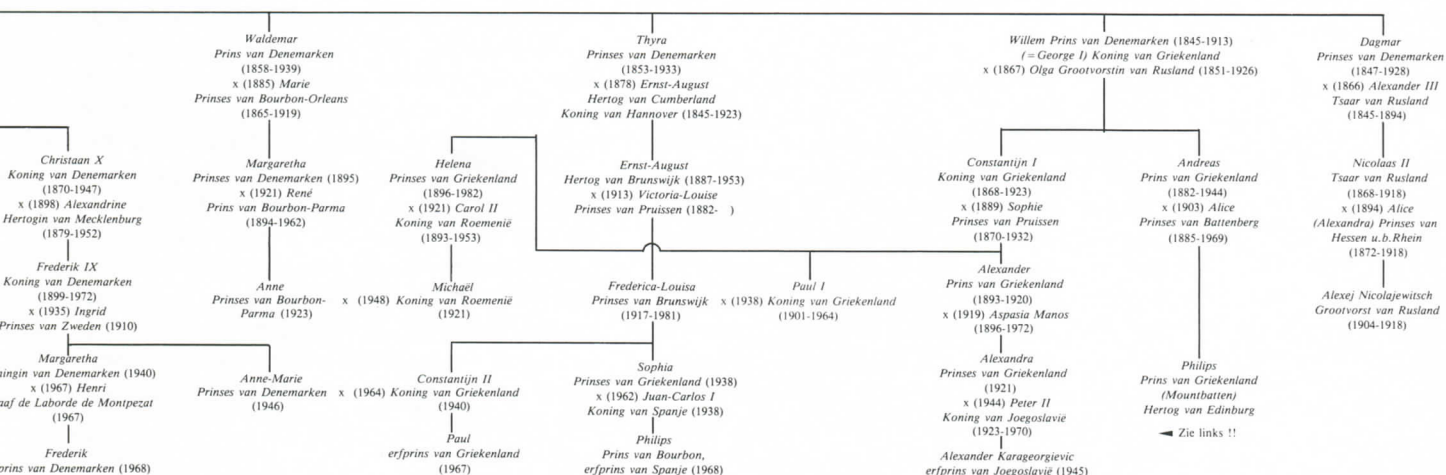 Waldemar
Prins van Denemarken
(1858-1939)
x (1885) Marie
Prinses van Bourbon-Orleans
(1865-1919)
Thyra
Prinses van Denemarken
(1853-1933)
x (1878) Ernst-August
Hertog van Cumberland
Koning van Hannover (1845-1923)
Willem Prins van Denemarken (1845-1913)
(=George I) Koning van Griekenland
x (1867) Olga Grootvorstin van Rusland (1851-1926)
Dagmar
Prinses van Denemarken
(1847-1928)
x (1866) Alexander III
Tsaar van Rusland
(1845-1894)
Christaan X
Koning van Denemarken
(1870-1947)
x (1898) Alexandrine
Hertogin van Mecklenburg
(1879-1952)
Margaretha
Prinses van Denemarken (1895)
x (1921) René
Prins van Bourbon-Parma
(1894-1962)
Helena
Prinses van Griekenland
(1896-1982)
x (1921) Carol II
Koning van Roemenië
(1893-1953)
Ernst-August
Hertog van Brunswijk (1887-1953)
x (1913) Victoria-Louise
Prinses van Pruissen (1882- )
Constantijn I
Koning van Griekenland
(1868-1923)
x (1889) Sophie
Prinses van Pruissen
(1870-1932)
Andreas
Prins van Griekenland
(1882-1944)
x (1903) Alice
Prinses van Battenberg
(1885-1969)
Nicolaas II
Tsaar van Rusland
(1868-1918)
x (1894) Alice
(Alexandra) Prinses van
Hessen u.b.Rhein
(1872-1918)
Frederik IX
Koning van Denemarken
(1899-1972)
x (1935) Ingrid
Prinses van Zweden (1910)
Anne
Prinses van Bourbon-
Parma (1923)
x (1948)
Michaël
Koning van Roemenië
(1921)
Frederica-Louisa
Prinses van Brunswijk
(1917-1981)
x (1938)
Paul I
Koning van Griekenland
(1901-1964)
Alexander
Prins van Griekenland
(1893-1920)
x (1919) Aspasia Manos
(1896-1972)
Alexej Nicolajewitsch
Grootvorst van Rusland
(1904-1918)
Margaretha
ningin van Denemarken (1940)
x (1967) Henri
aaf de Laborde de Montpezat
(1967)
Anne-Marie
Prinses van Denemarken
(1946)
x (1964)
Constantijn II
Koning van Griekenland
(1940)
Sophia
Prinses van Griekenland (1938)
x (1962) Juan-Carlos I
Koning van Spanje (1938)
Alexandra
Prinses van Griekenland
(1921)
x (1944) Peter II
Koning van Joegoslavië
(1923-1970)
Philips
Prins van Griekenland
(Mountbatten)
Hertog van Edinburg
◄ Zie links !!
Frederik
prins van Denemarken (1968)
Paul
erfprins van Griekenland
(1967)
Philips
Prins van Bourbon,
erfprins van Spanje (1968)
Alexander Karageorgievic
erfprins van Joegoslavië (1945)